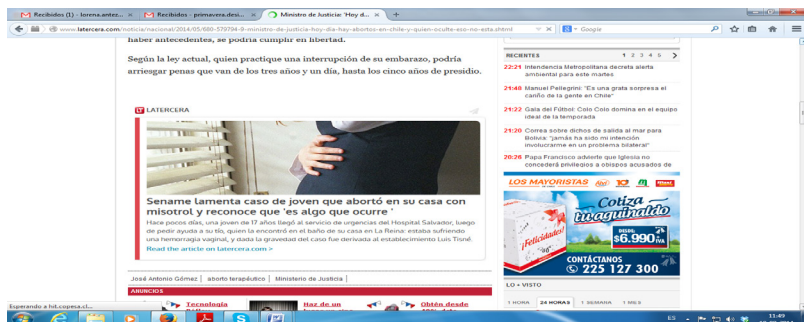 Recibidos (1) - lorena.antez...
Recibidos - primavera.desi...
Ministro de Justicia: 'Hoy d...
www.latercera.com/noticia/nacional/2014/05/680-579794-9-ministro-de-justicia-hoy-dia-hay-abortos-en-chile-y-quien-oculte-eso-no-esta.shtml
Google
haber antecedentes, se podría cumplir en libertad.
Según la ley actual, quien practique una interrupción de su embarazo, podría
arriesgar penas que van de los tres años y un día, hasta los cinco años de presidio.
LT LATERCERA
Sename lamenta caso de joven que abortó en su casa con
misotrol y reconoce que 'es algo que ocurre '
Hace pocos días, una joven de 17 años llegó al servicio de urgencias del Hospital Salvador, luego
de pedir ayuda a su tío, quien la encontró en el baño de su casa en La Reina: estaba sufriendo
una hemorragia vaginal, y dada la gravedad del caso fue derivada al establecimiento Luis Tisné.
Read the article on latercera.com >
José Antonio Gómez | aborto terapéutico | Ministerio de Justicia |
ANUNCIOS
Tecnología
Haz de un
Obtén desde
RECIENTES 1 2 3 4 5 >
22:21 Intendencia Metropolitana decreta alerta
ambiental para este martes
21:48 Manuel Pellegrini: "Es una grata sorpresa el
cariño de la gente en Chile"
21:22 Gala del Fútbol: Colo Colo domina en el equipo
ideal de la temporada
21:20 Correa sobre dichos de salida al mar para
Bolivia: "jamás ha sido mi intención
involucrarme en un problema bilateral"
20:26 Papa Francisco advierte que Iglesia no
concederá privilegios a obispos acusados de
LOS MAYORISTAS
10
¡Felicidades!
Cotiza
tu aguinaldo
DESDE:
$6.990 IVA
CONTÁCTANOS
225 127 300
LO + VISTO
1 HORA 24 HORAS 1 SEMANA 1 MES
Esperando a hit.copesa.cl...
ES
11:49